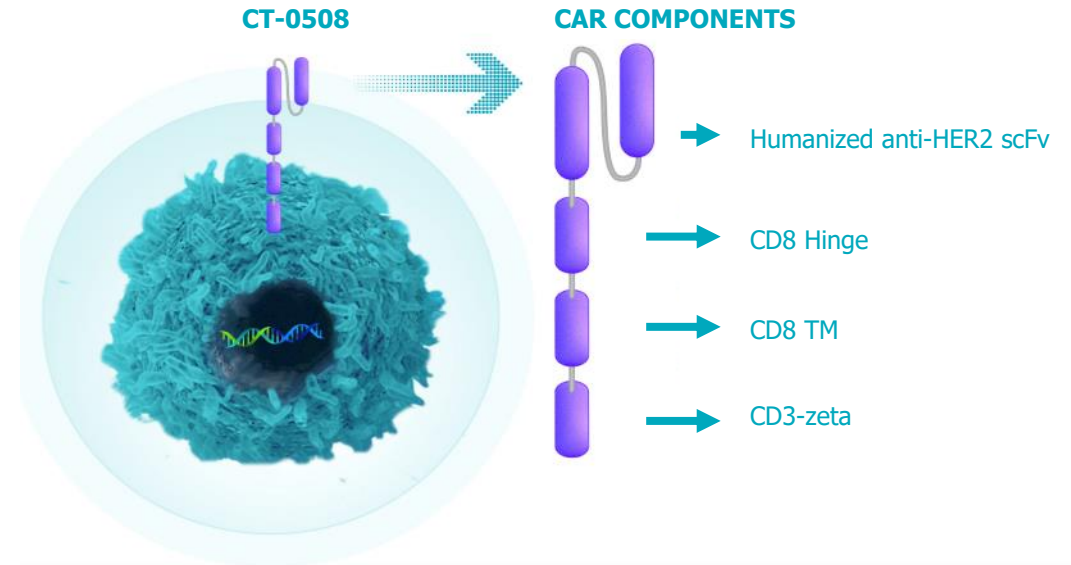 CT-0508
CAR COMPONENTS
Humanized anti-HER2 scFv
CD8 Hinge
CD8 TM
CD3-zeta